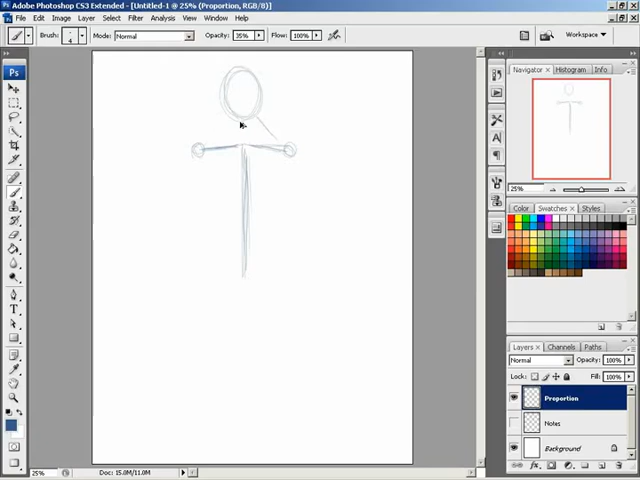 Adobe Photoshop CS3 Extended - [Untitled-1 @ 25% (Proportion, RGB/8)]
File Edit Image Layer Select Filter Analysis View Window Help
Brush: 4 Mode: Normal Opacity: 35% Flow: 100% Workspace
Ps
Navigator Histogram Info
25%
Color Swatches Styles
Layers Channels Paths
Normal Opacity: 100%
Lock: Fill: 100%
Proportion
Notes
Background
25% Doc: 15.0M/11.0M